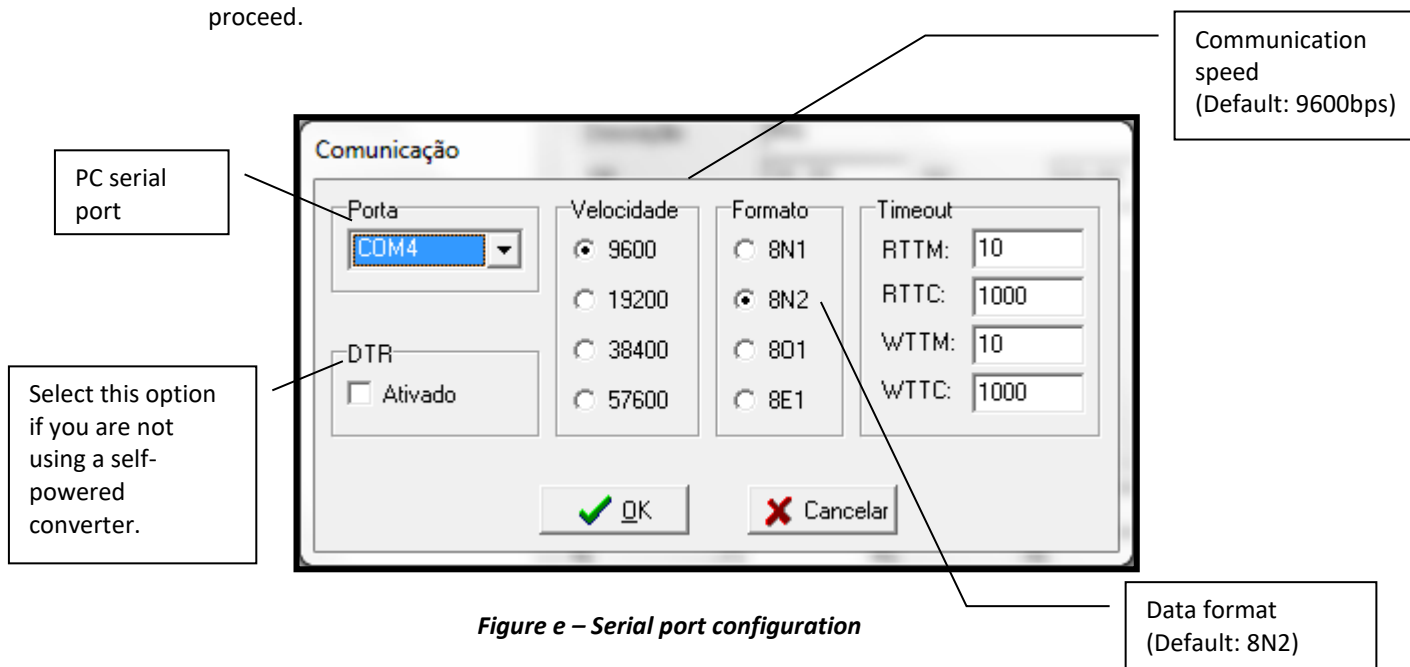 proceed.
Communication
speed
(Default: 9600bps)
Comunicação
PC serial
port
Porta
COM4
Velocidade
9600
19200
38400
57600
Formato
8N1
8N2
8O1
8E1
Timeout
RTTM: 10
RTTC: 1000
WTTM: 10
WTTC: 1000
DTR
Ativado
Select this option
if you are not
using a self-
powered
converter.
OK
Cancelar
Data format
(Default: 8N2)
Figure e – Serial port configuration